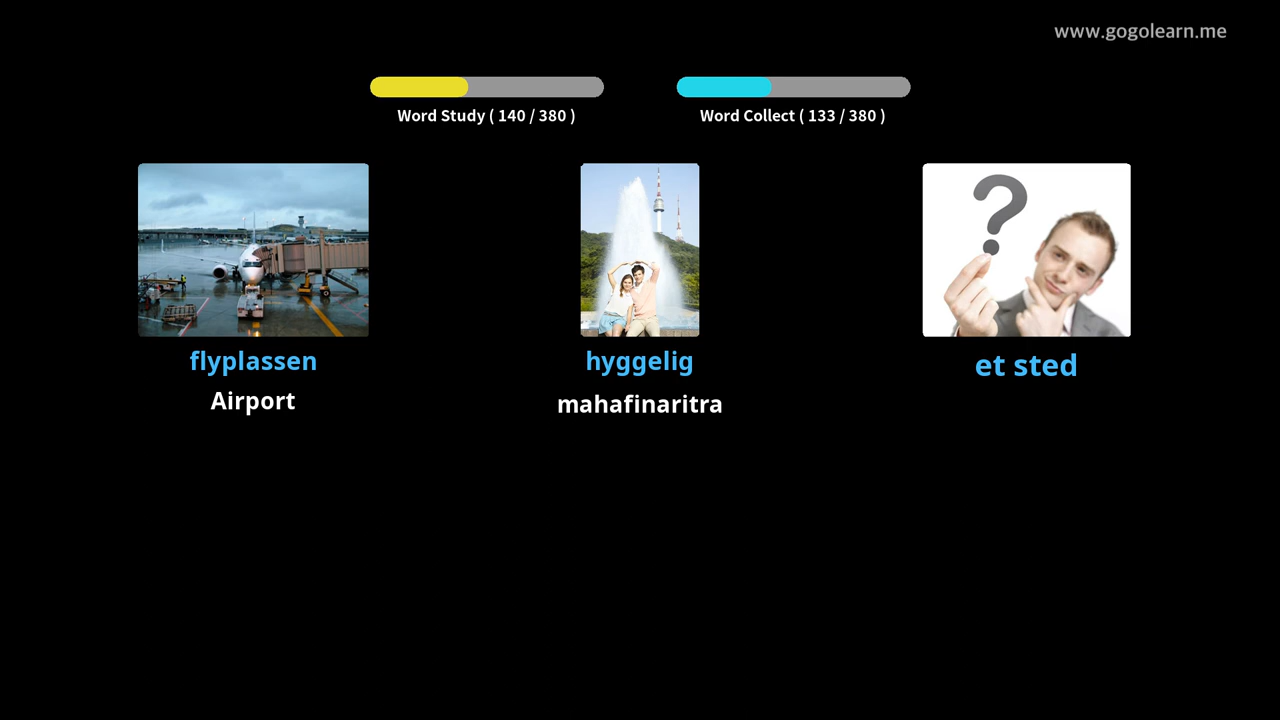 www.gogolearn.me
Word Study ( 140 / 380 )
Word Collect ( 133 / 380 )
flyplassen
Airport
hyggelig
mahafinaritra
et sted